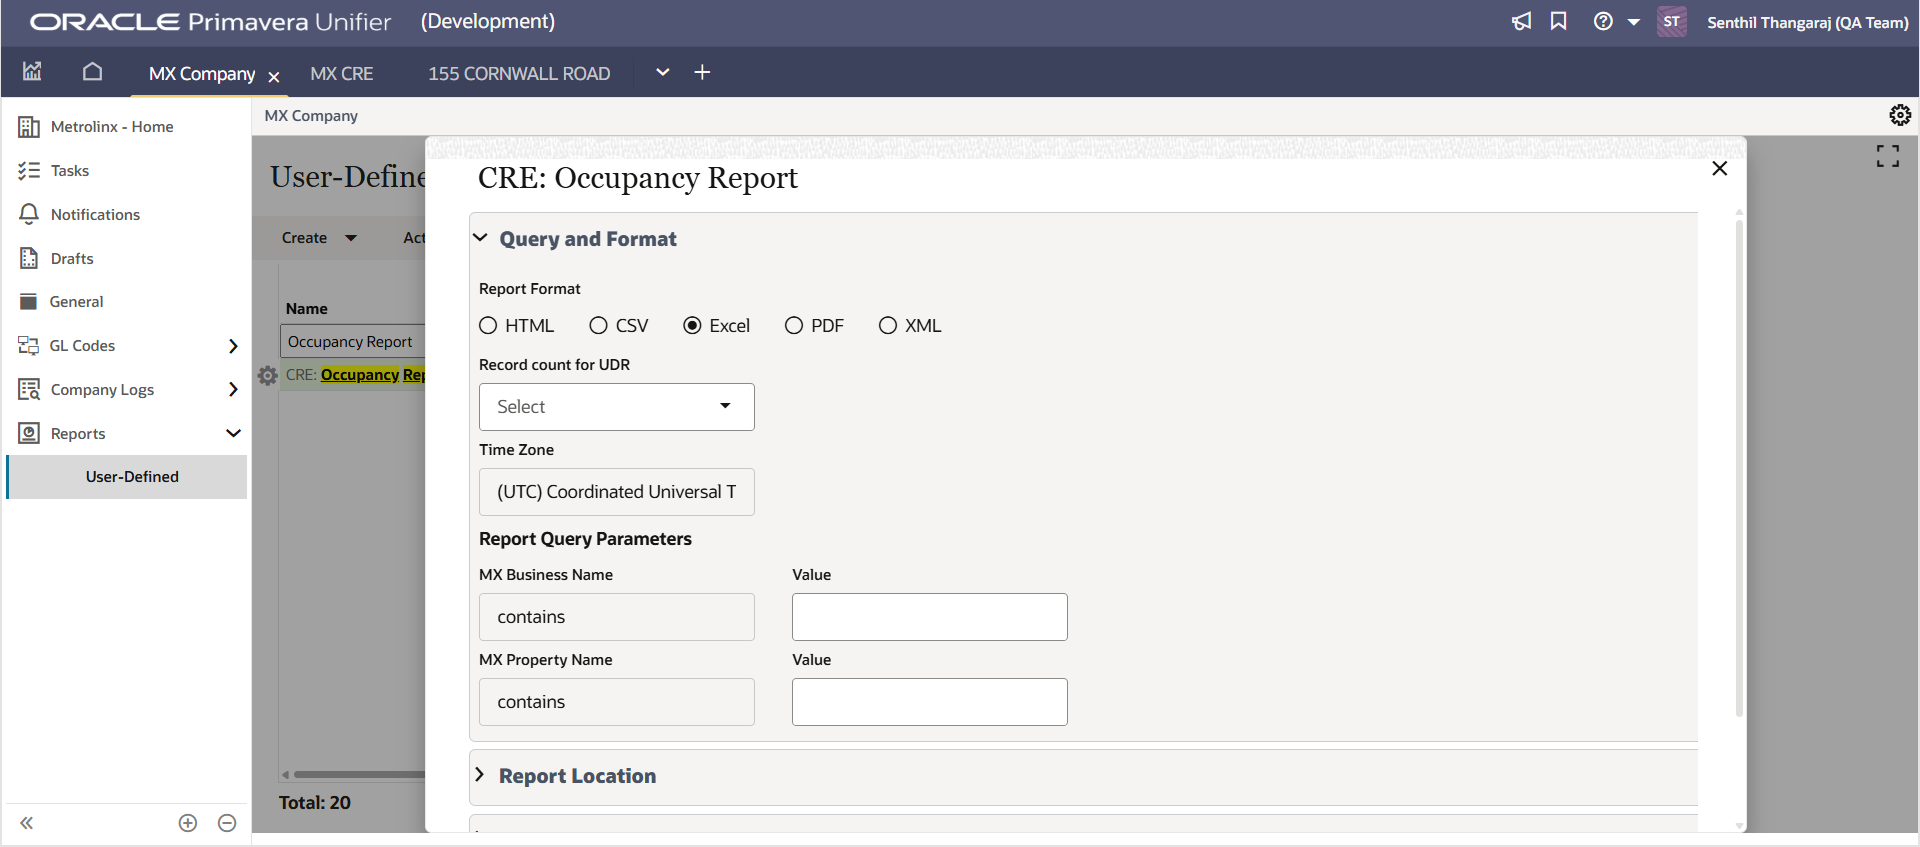 ORACLE Primavera Unifier (Development)
ST Senthil Thangaraj (QA Team)
MX Company MX CRE 155 CORNWALL ROAD
Metrolinx - Home
Tasks
Notifications
Drafts
General
GL Codes
Company Logs
Reports
User-Defined
MX Company
User-Define
Create Act
Name
Occupancy Report
CRE: Occupancy Rep
Total: 20
CRE: Occupancy Report
Query and Format
Report Format
HTML CSV Excel PDF XML
Record count for UDR
Select
Time Zone
(UTC) Coordinated Universal T
Report Query Parameters
MX Business Name Value
contains
MX Property Name Value
contains
Report Location